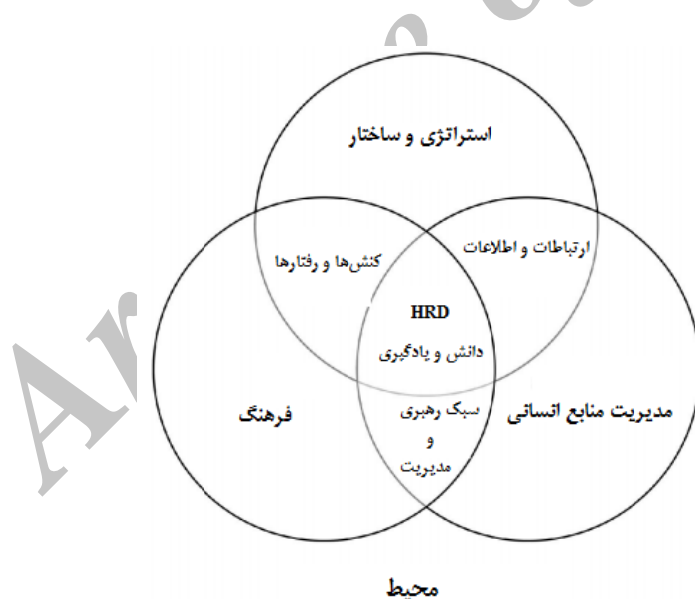 استراتژی و ساختار
ارتباطات و اطلاعات
کنش‌ها و رفتارها
HRD
دانش و یادگیری
مدیریت منابع انسانی
سبک رهبری
و
مدیریت
فرهنگ
محیط